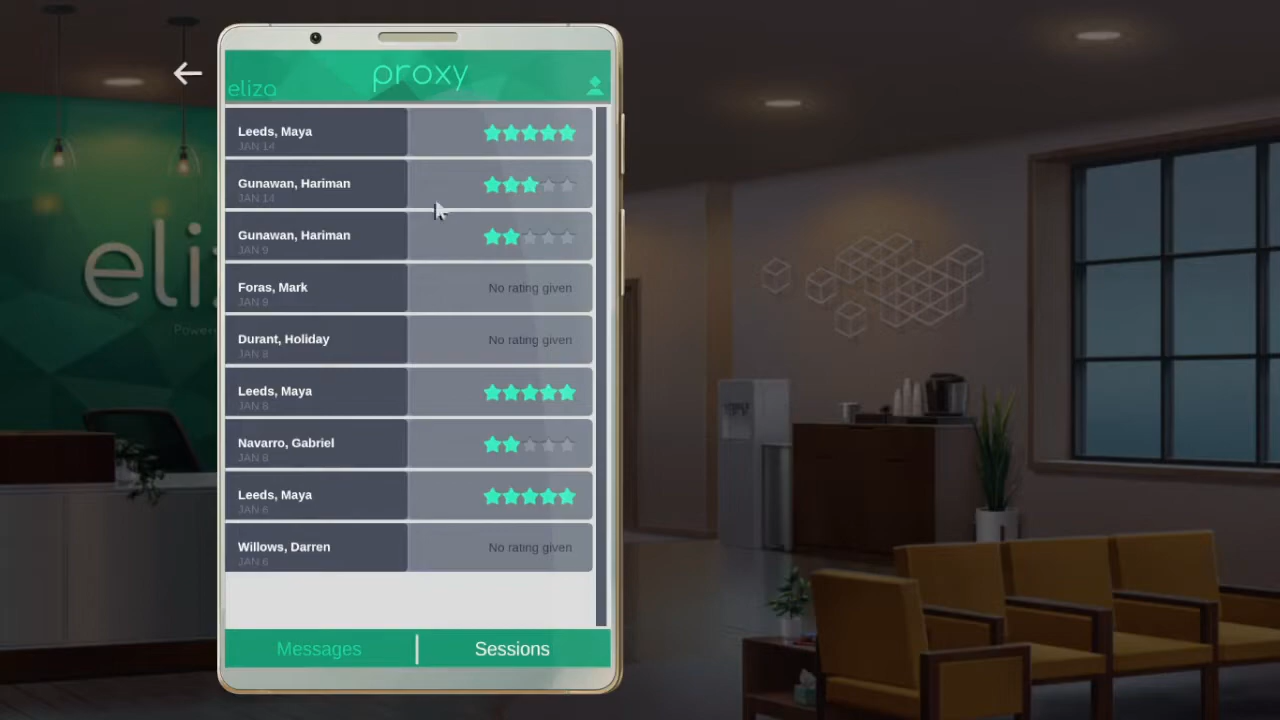 proxy
eliza
Leeds, Maya
JAN 14
Gunawan, Hariman
JAN 14
Gunawan, Hariman
JAN 9
Foras, Mark
No rating given
JAN 9
Durant, Holiday
No rating given
JAN 8
Leeds, Maya
JAN 8
Navarro, Gabriel
JAN 8
Leeds, Maya
JAN 6
Willows, Darren
No rating given
JAN 6
Messages
Sessions
eliz
Powere